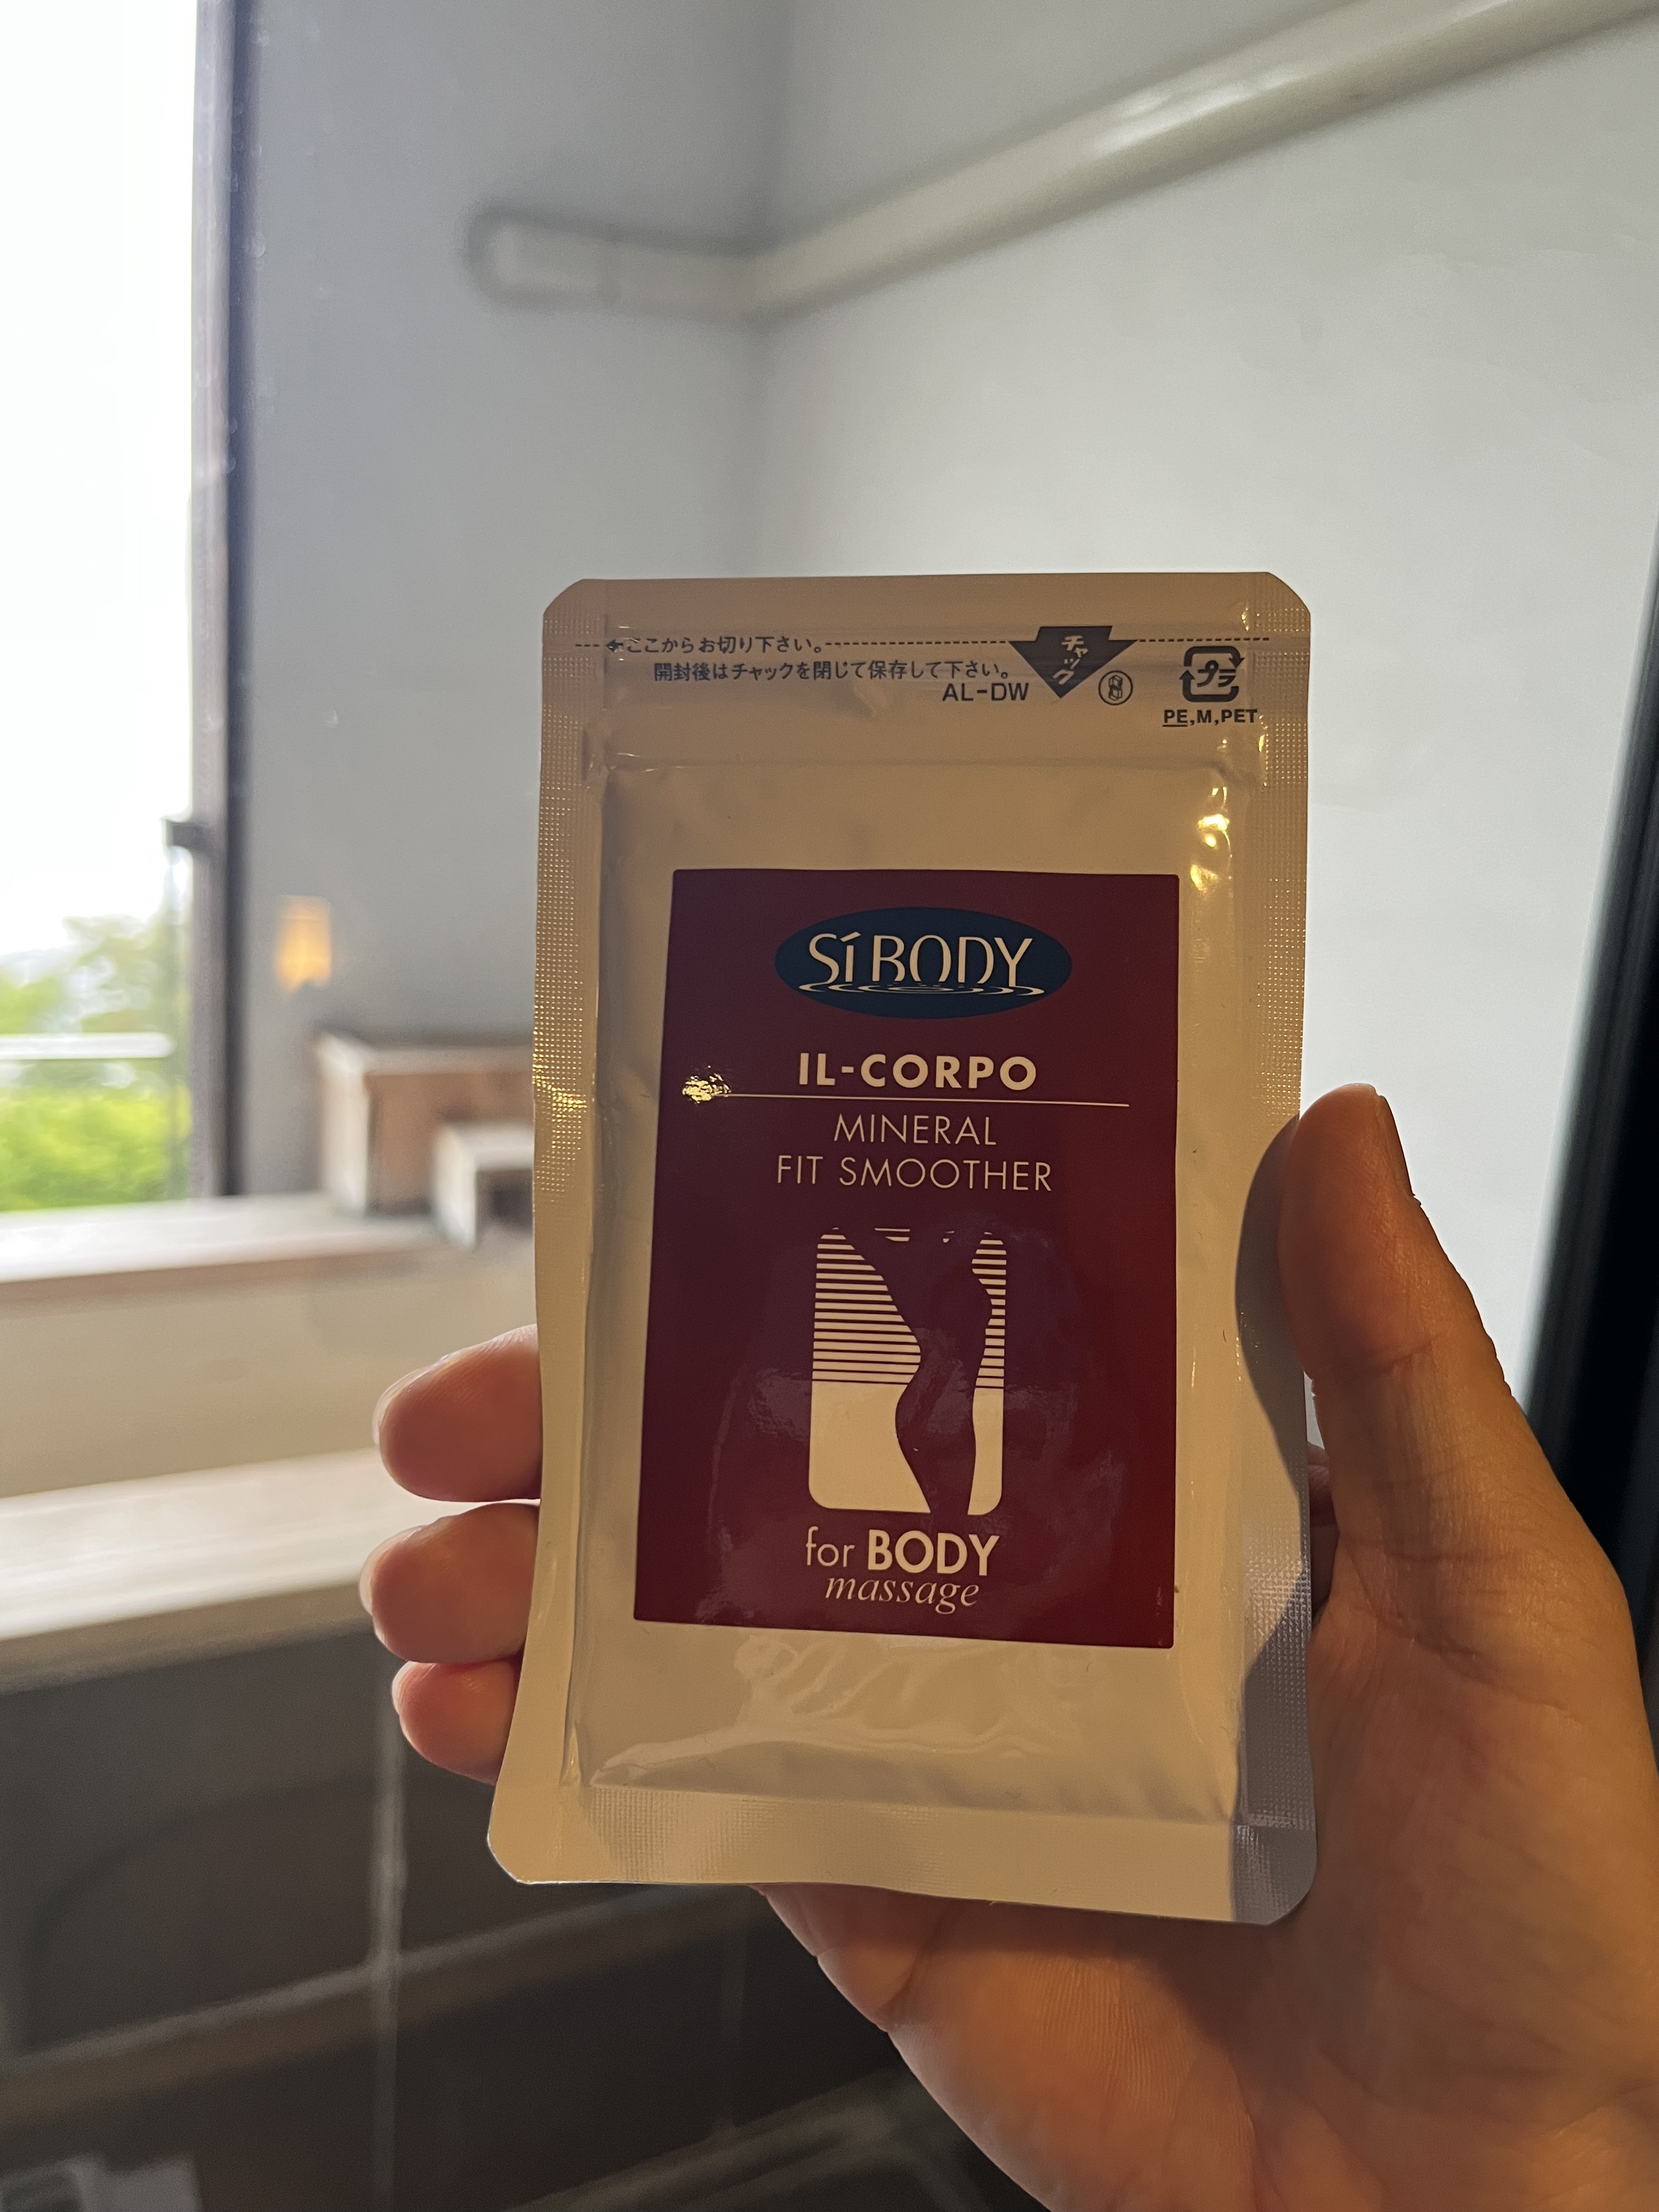 ここからお切り下さい。
開封後はチャックを閉じて保存して下さい。
AL-DW
チャック
プラ
PE,M,PET
Sí BODY
IL-CORPO
MINERAL
FIT SMOOTHER
for BODY
massage